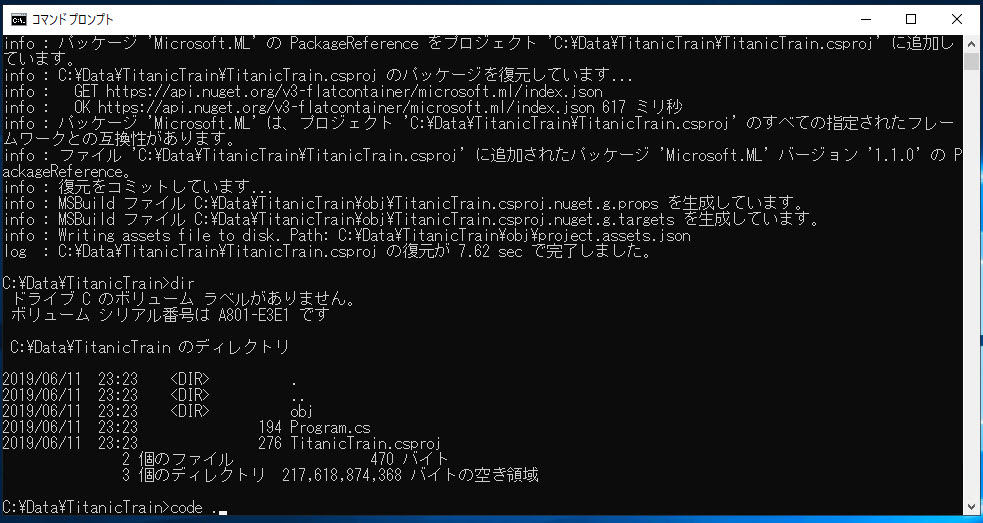 コマンドプロンプト
info : パッケージ 'Microsoft.ML' の PackageReference をプロジェクト 'C:¥Data¥TitanicTrain¥TitanicTrain.csproj' に追加し
ています。
info : C:¥Data¥TitanicTrain¥TitanicTrain.csproj のパッケージを復元しています...
info :   GET https://api.nuget.org/v3-flatcontainer/microsoft.ml/index.json
info :   OK https://api.nuget.org/v3-flatcontainer/microsoft.ml/index.json 617 ミリ秒
info : パッケージ 'Microsoft.ML' は、プロジェクト 'C:¥Data¥TitanicTrain¥TitanicTrain.csproj' のすべての指定されたフレー
ムワークとの互換性があります。
info : ファイル 'C:¥Data¥TitanicTrain¥TitanicTrain.csproj' に追加されたパッケージ 'Microsoft.ML' バージョン '1.1.0' の P
ackageReference。
info : 復元をコミットしています...
info : MSBuild ファイル C:¥Data¥TitanicTrain¥obj¥TitanicTrain.csproj.nuget.g.props を生成しています。
info : MSBuild ファイル C:¥Data¥TitanicTrain¥obj¥TitanicTrain.csproj.nuget.g.targets を生成しています。
info : Writing assets file to disk. Path: C:¥Data¥TitanicTrain¥obj¥project.assets.json
log  : C:¥Data¥TitanicTrain¥TitanicTrain.csproj の復元が 7.62 sec で完了しました。
C:¥Data¥TitanicTrain>dir
ドライブ C のボリューム ラベルがありません。
ボリューム シリアル番号は A801-E3E1 です
C:¥Data¥TitanicTrain のディレクトリ
2019/06/11  23:23    <DIR>          .
2019/06/11  23:23    <DIR>          ..
2019/06/11  23:23    <DIR>          obj
2019/06/11  23:23               194 Program.cs
2019/06/11  23:23               276 TitanicTrain.csproj
2 個のファイル                 470 バイト
3 個のディレクトリ  217,618,874,368 バイトの空き領域
C:¥Data¥TitanicTrain>code .